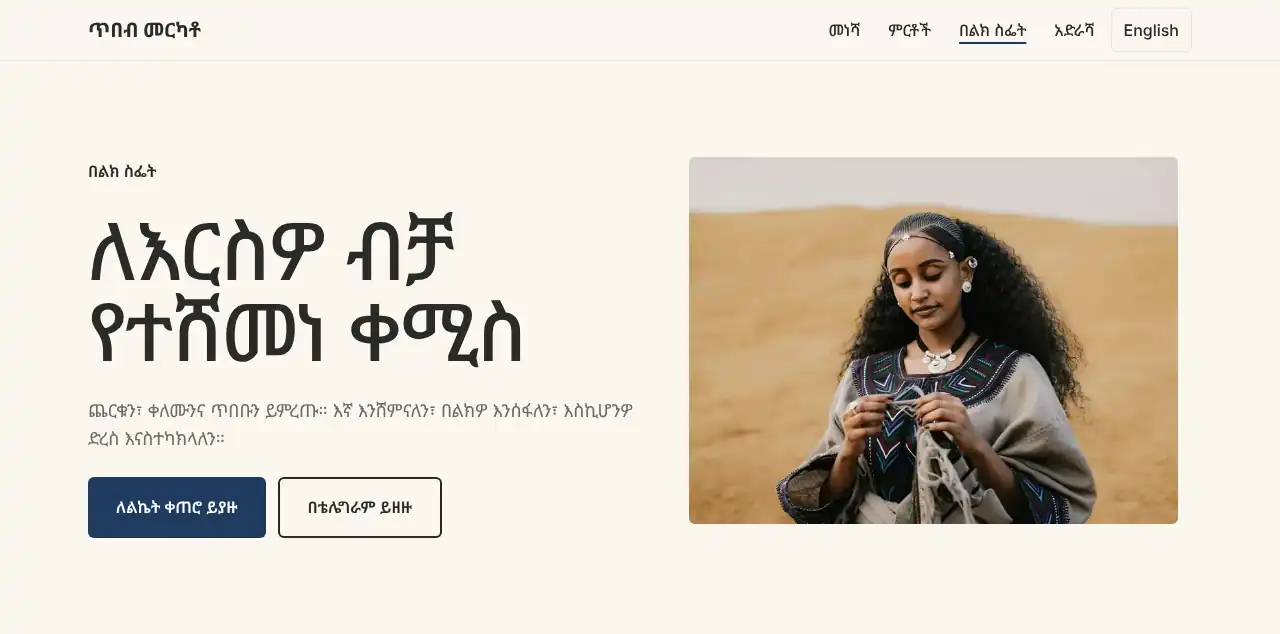 ጥበብ መርካቶ
መነሻ ምርቶች በልክ ስፌት አድራሻ English
በልክ ስፌት
ለእርስዎ ብቻ
የተሸመነ ቀሚስ
ጨርቁን፣ ቀለሙንና ጥበቡን ይምረጡ። እኛ እንሸምናለን፣ በልክዎ እንሰፋለን፣ እስኪሆንዎ
ድረስ እናስተካክላለን።
ለልኬት ቀጠሮ ይያዙ
በቴሌግራም ይዘዙ